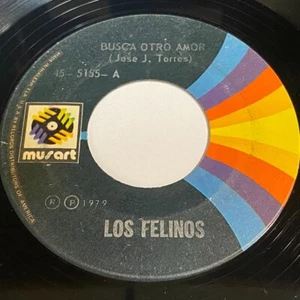 BUSCA OTRO AMOR
(Jose J. Torres)
15-5155-A
musart
® ℗ 1979
LOS FELINOS